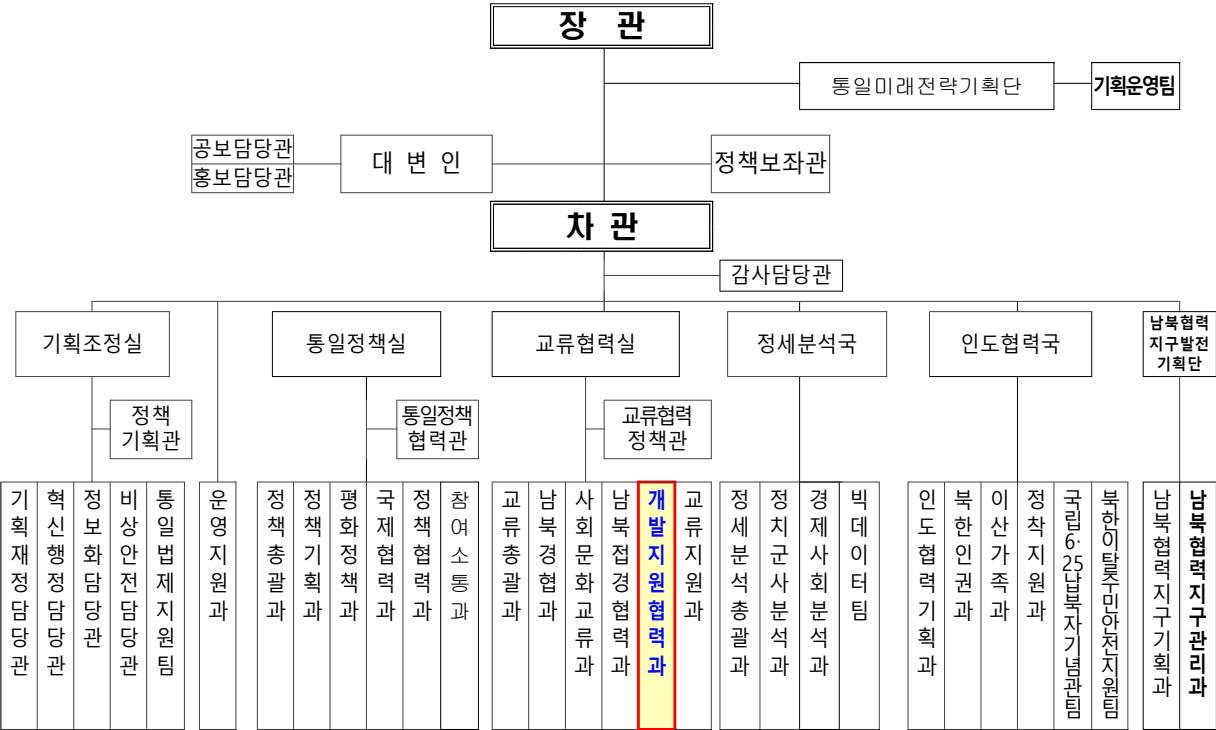 장 관
통일미래전략기획단
기획운영팀
공보담당관
홍보담당관
대 변 인
정책보좌관
차 관
감사담당관
기획조정실
통일정책실
교류협력실
정세분석국
인도협력국
남북협력
지구발전
기획단
정책
기획관
통일정책
협력관
교류협력
정책관
기획재정담당관
혁신행정담당관
정보화담당관
비상안전담당관
통일법제지원팀
운영지원과
정책총괄과
정책기획과
평화정책과
국제협력과
정책협력과
참여소통과
교류총괄과
남북경협과
사회문화교류과
남북접경협력과
개발지원협력과
교류지원과
정세분석총괄과
정치군사분석과
경제사회분석과
빅데이터팀
인도협력기획과
북한인권과
이산가족과
정착지원과
국립6·25납북자기념관팀
북한이탈주민안전지원팀
남북협력지구기획과
남북협력지구관리과